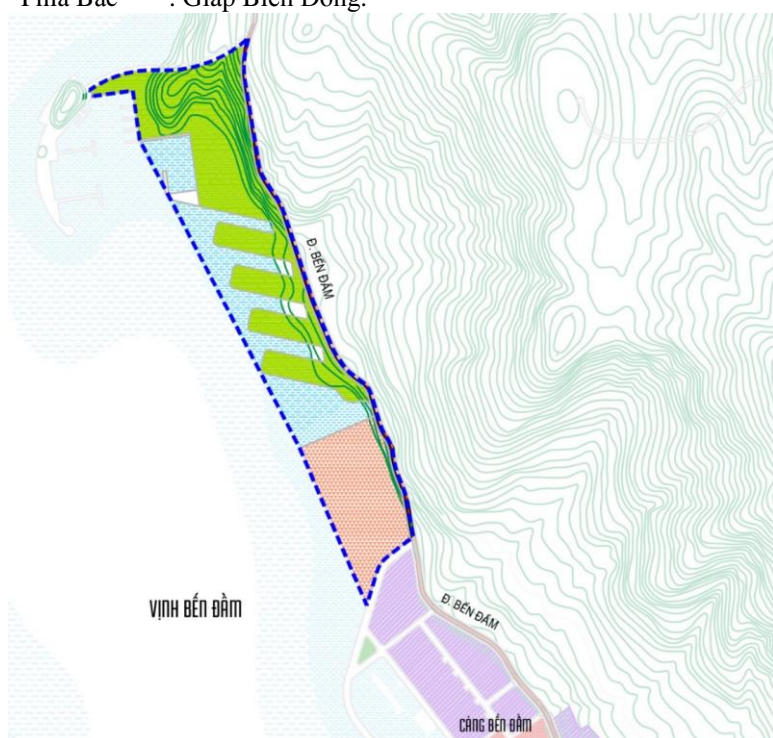 Phía Bắc : Giáp Biển Đông.
Đ. BẾN ĐẦM
VỊNH BẾN ĐẦM
Đ. BẾN ĐẦM
CẢNG BẾN ĐẦM